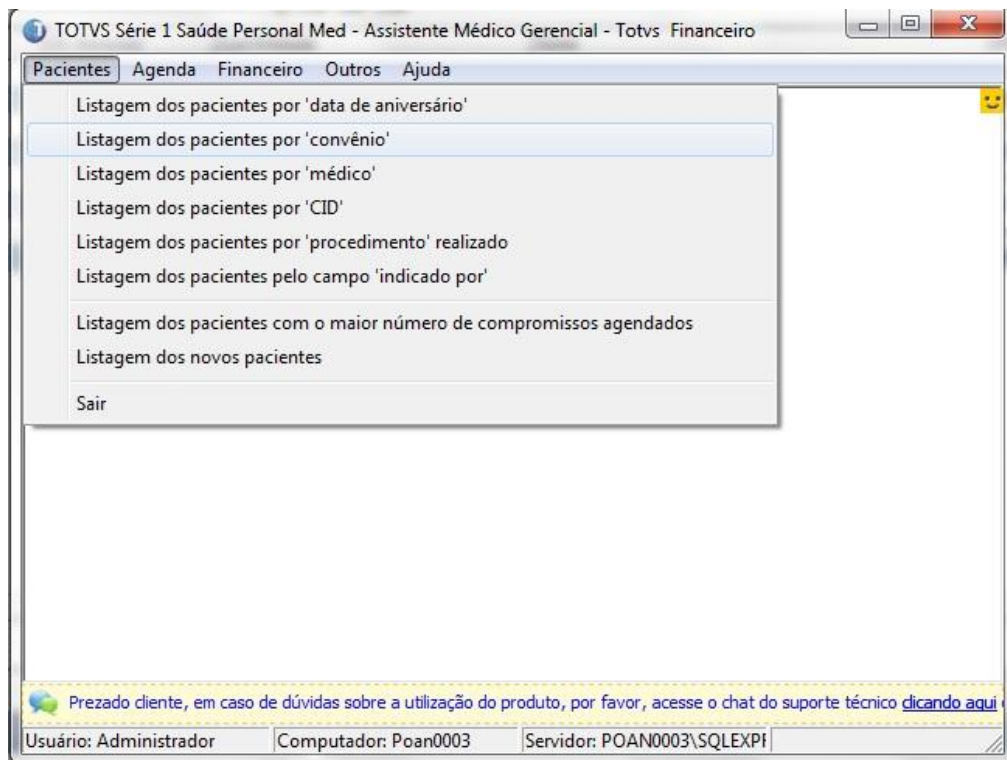 TOTVS Série 1 Saúde Personal Med - Assistente Médico Gerencial - Totvs Financeiro
Pacientes Agenda Financeiro Outros Ajuda
Listagem dos pacientes por 'data de aniversário'
Listagem dos pacientes por 'convênio'
Listagem dos pacientes por 'médico'
Listagem dos pacientes por 'CID'
Listagem dos pacientes por 'procedimento' realizado
Listagem dos pacientes pelo campo 'indicado por'
Listagem dos pacientes com o maior número de compromissos agendados
Listagem dos novos pacientes
Sair
Prezado cliente, em caso de dúvidas sobre a utilização do produto, por favor, acesse o chat do suporte técnico clicando aqui
Usuário: Administrador Computador: Poan0003 Servidor: POAN0003\SQLEXPF